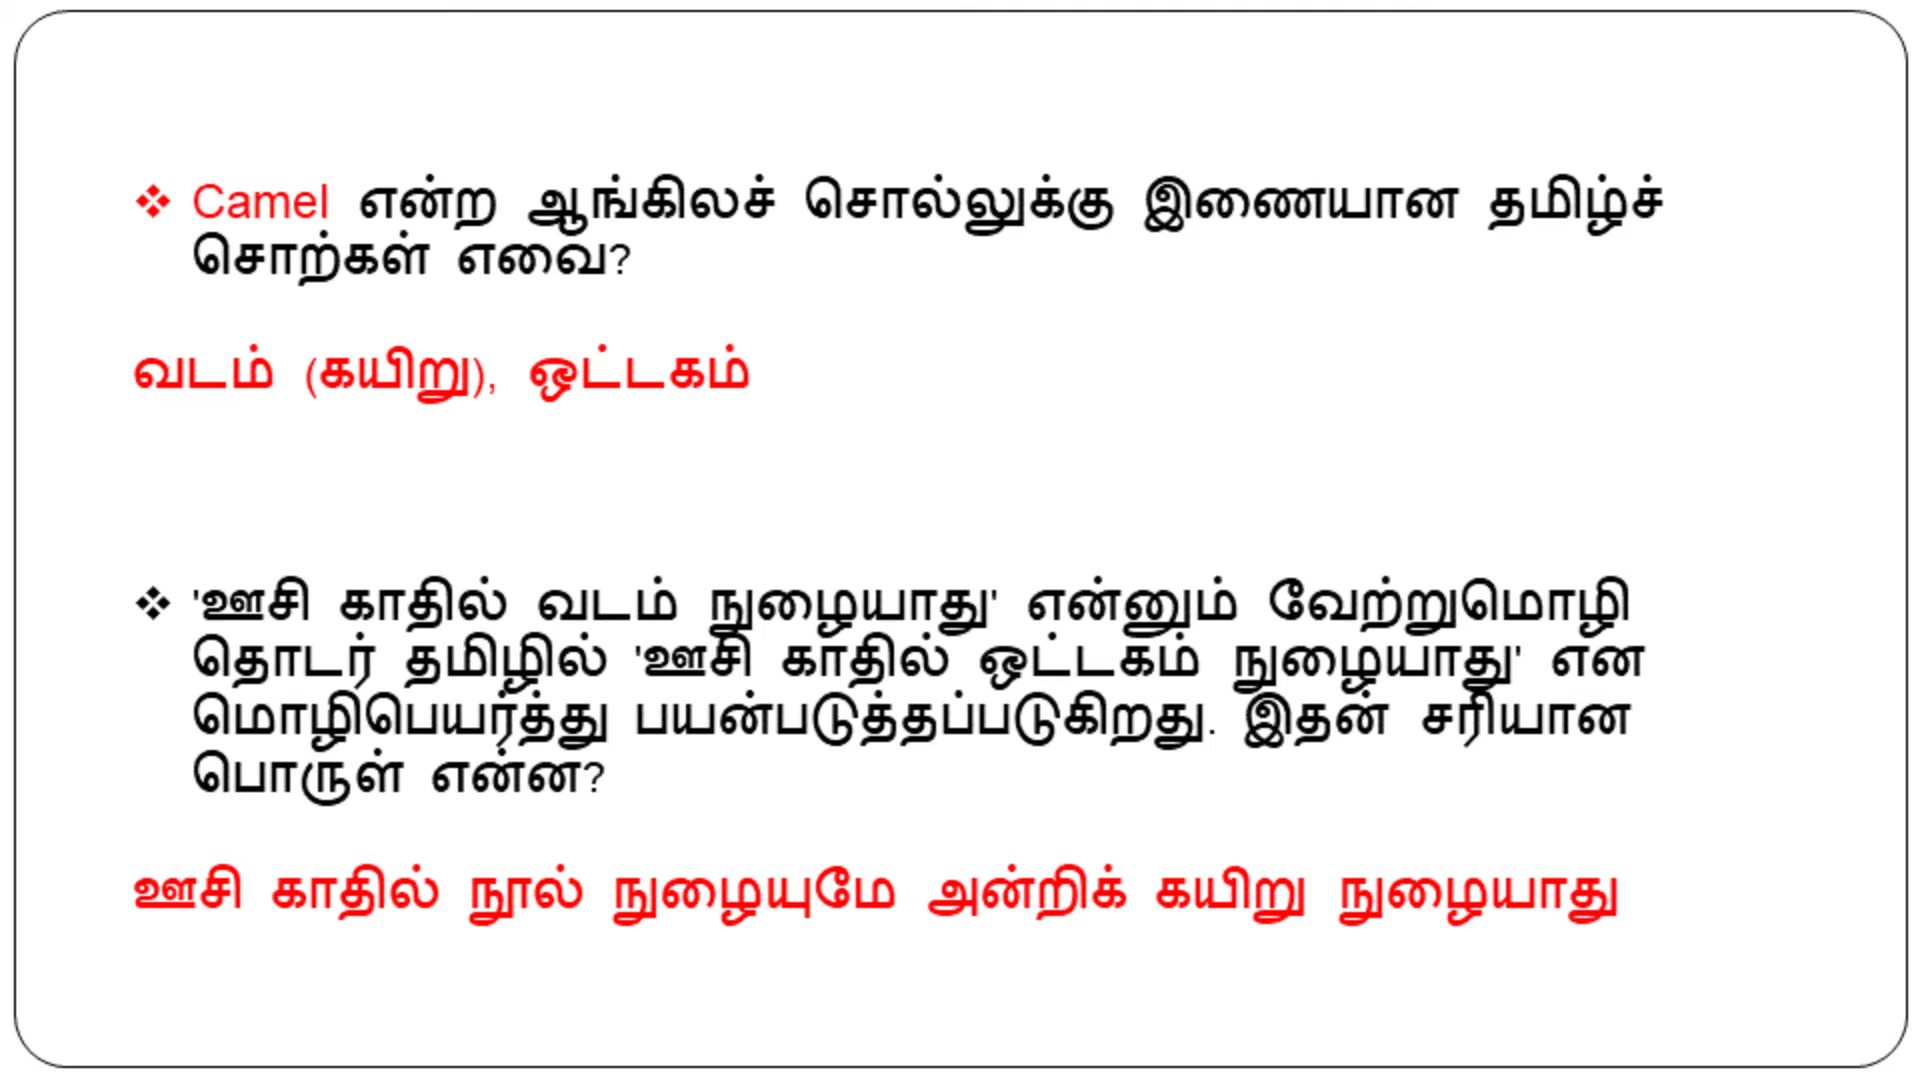 ❖ Camel என்ற ஆங்கிலச் சொல்லுக்கு இணையான தமிழ்ச்
சொற்கள் எவை?
வடம் (கயிறு), ஒட்டகம்
❖ 'ஊசி காதில் வடம் நுழையாது' என்னும் வேற்றுமொழி
தொடர் தமிழில் 'ஊசி காதில் ஒட்டகம் நுழையாது' என
மொழிபெயர்த்து பயன்படுத்தப்படுகிறது. இதன் சரியான
பொருள் என்ன?
ஊசி காதில் நூல் நுழையுமே அன்றிக் கயிறு நுழையாது